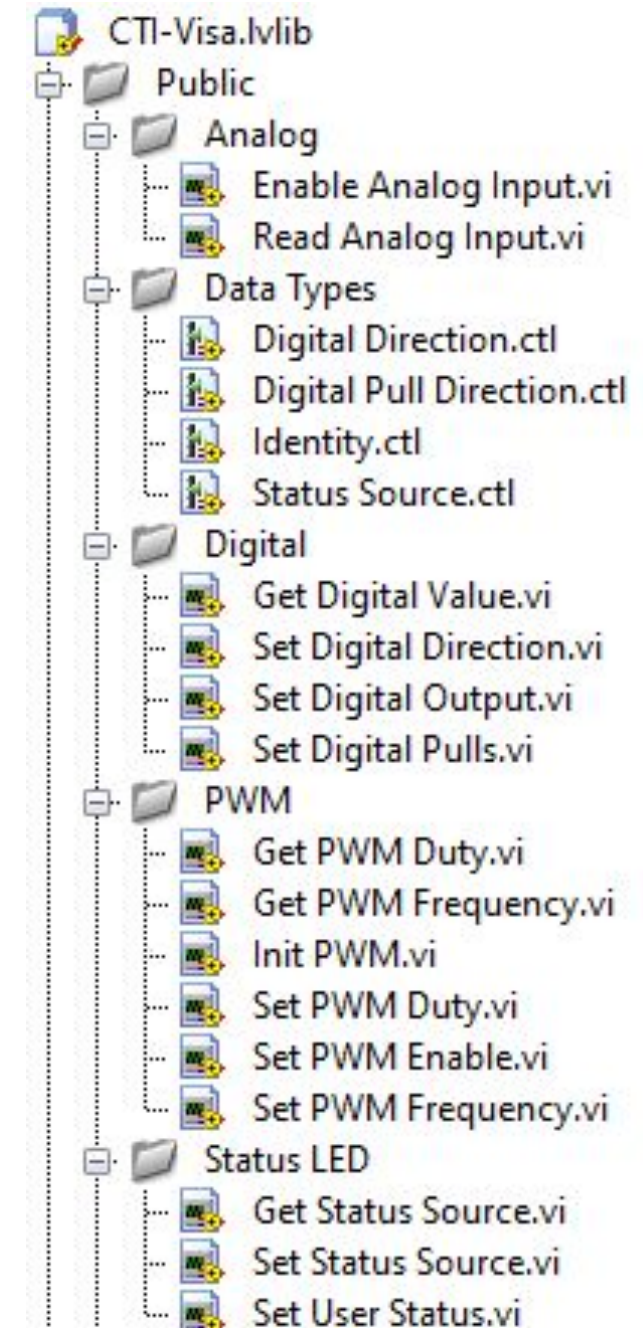 CTI-Visa.lvlib
Public
Analog
Enable Analog Input.vi
Read Analog Input.vi
Data Types
Digital Direction.ctl
Digital Pull Direction.ctl
Identity.ctl
Status Source.ctl
Digital
Get Digital Value.vi
Set Digital Direction.vi
Set Digital Output.vi
Set Digital Pulls.vi
PWM
Get PWM Duty.vi
Get PWM Frequency.vi
Init PWM.vi
Set PWM Duty.vi
Set PWM Enable.vi
Set PWM Frequency.vi
Status LED
Get Status Source.vi
Set Status Source.vi
Set User Status.vi